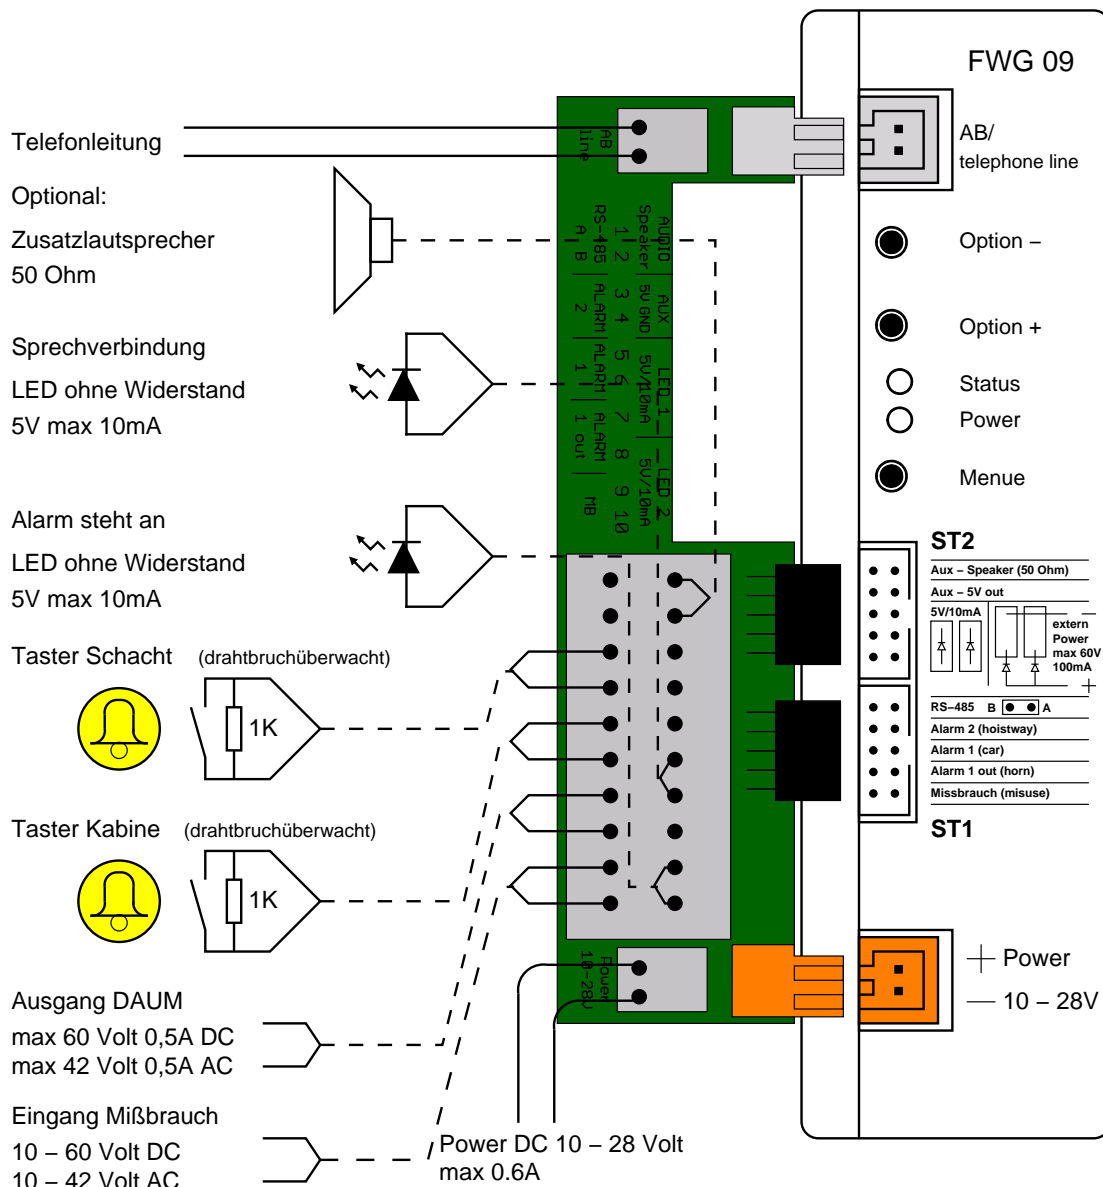 FWG 09
Telefonleitung
AB
line
AB/
telephone line
Optional:
Zusatzlautsprecher
50 Ohm
AUDIO
Speaker
1 2
RS-485
A B
Option –
AUX
5V GND
3 4
ALARM
2
Option +
Sprechverbindung
LED ohne Widerstand
5V max 10mA
LED 1
5V/10mA
5 6
ALARM
1
Status
Power
LED 2
5V/10mA
7 8
ALARM
1 out
9 10
MB
Menue
Alarm steht an
LED ohne Widerstand
5V max 10mA
ST2
Aux – Speaker (50 Ohm)
Aux – 5V out
5V/10mA
extern
Power
max 60V
100mA
– +
Taster Schacht (drahtbruchüberwacht)
1K
RS–485 B A
Alarm 2 (hoistway)
Alarm 1 (car)
Alarm 1 out (horn)
Missbrauch (misuse)
ST1
Taster Kabine (drahtbruchüberwacht)
1K
Power
10-28V
+ Power
— 10 – 28V
Ausgang DAUM
max 60 Volt 0,5A DC
max 42 Volt 0,5A AC
Eingang Mißbrauch
10 – 60 Volt DC
10 – 42 Volt AC
Power DC 10 – 28 Volt
max 0.6A